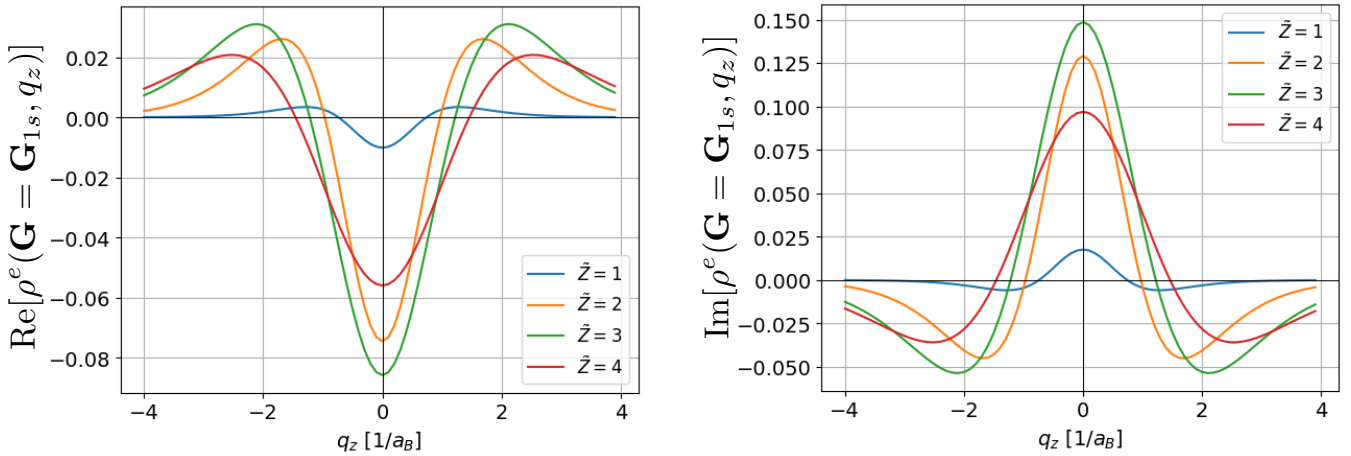 Re[ρ^e(G = G_{1s}, q_z)]
0.02
0.00
−0.02
−0.04
−0.06
−0.08
Z̃ = 1
Z̃ = 2
Z̃ = 3
Z̃ = 4
−4 −2 0 2 4
q_z [1/a_B]
Im[ρ^e(G = G_{1s}, q_z)]
0.150
0.125
0.100
0.075
0.050
0.025
0.000
−0.025
−0.050
Z̃ = 1
Z̃ = 2
Z̃ = 3
Z̃ = 4
−4 −2 0 2 4
q_z [1/a_B]